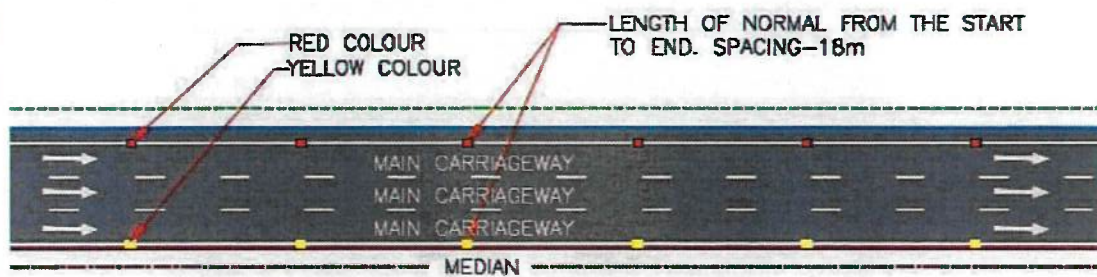 RED COLOUR
YELLOW COLOUR
LENGTH OF NORMAL FROM THE START
TO END. SPACING-18m
MAIN CARRIAGEWAY
MAIN CARRIAGEWAY
MAIN CARRIAGEWAY
MEDIAN